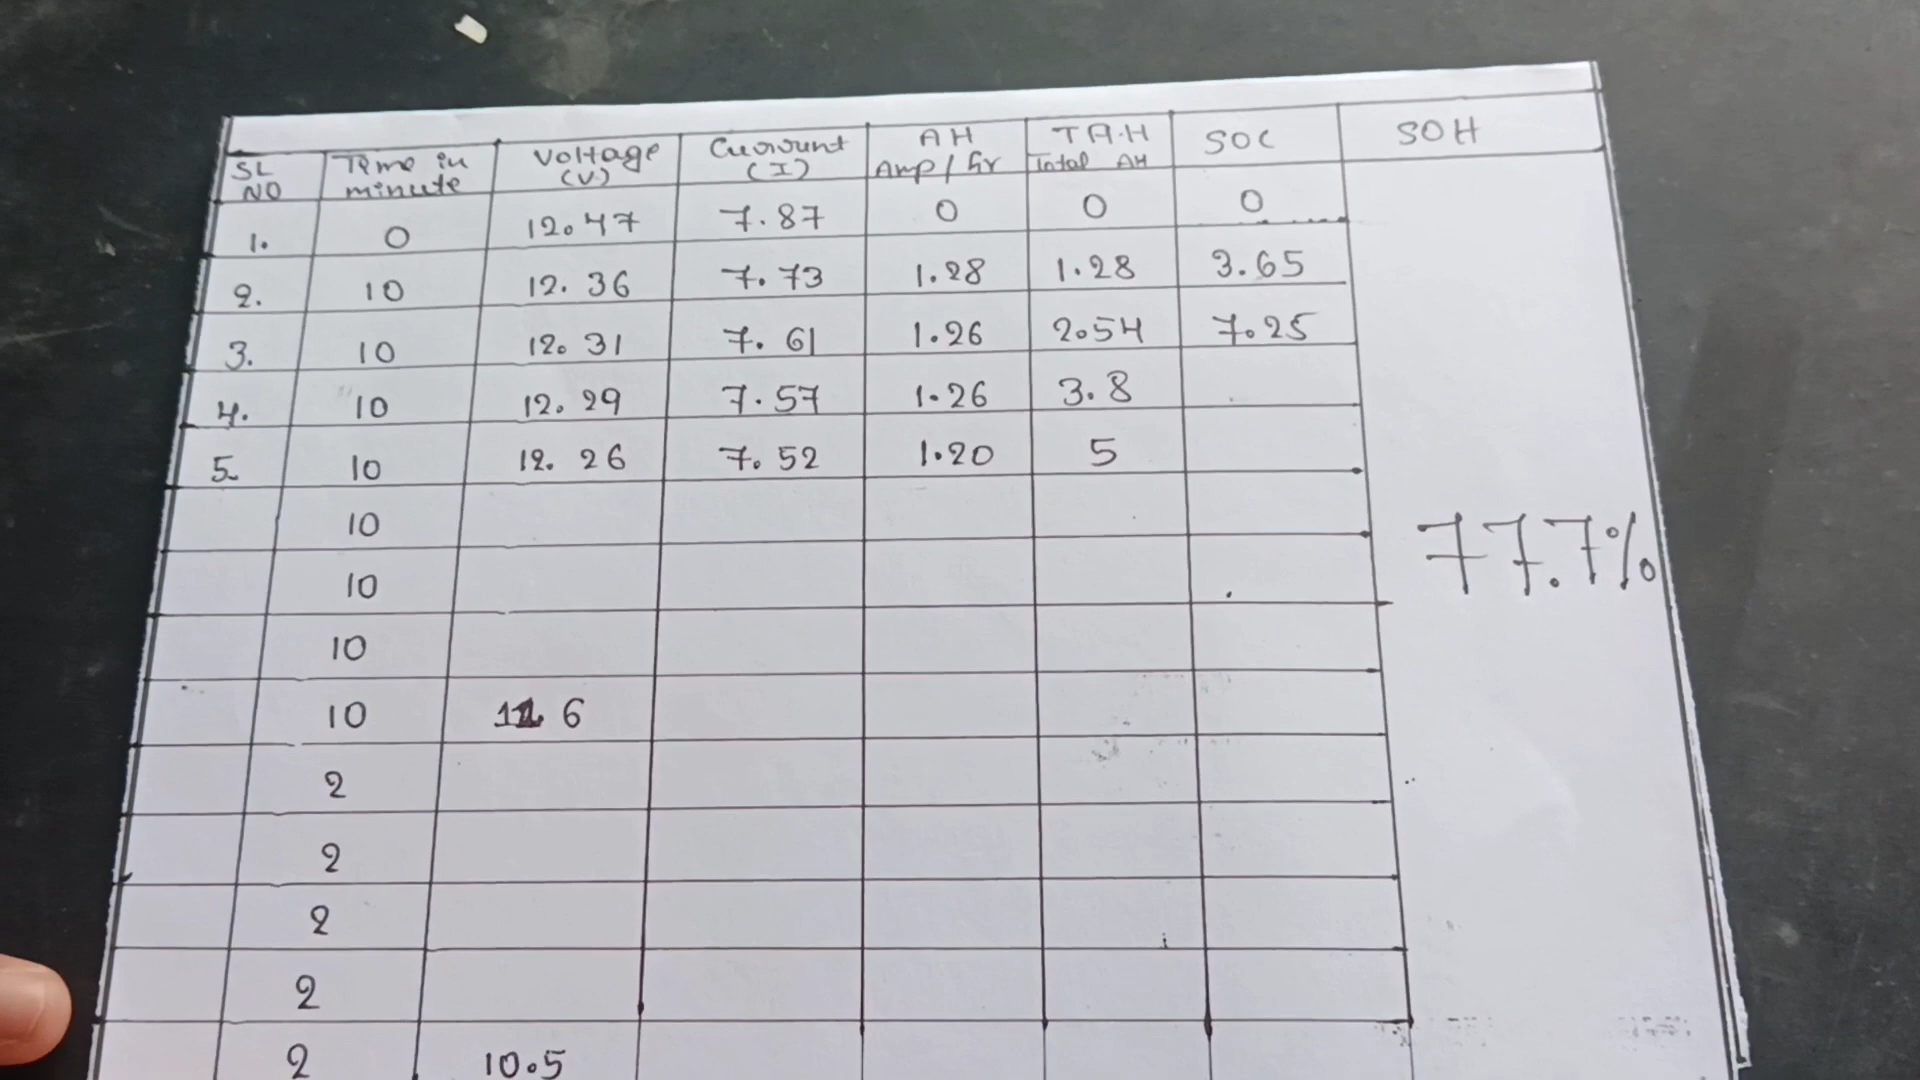 SL NO Time in minute Voltage (V) Current (I) AH Amp/hr T A.H Total AH SOC SOH
1. 0 12.47 7.87 0 0 0
2. 10 12.36 7.73 1.28 1.28 3.65
3. 10 12.31 7.61 1.26 2.54 7.25
4. 10 12.29 7.57 1.26 3.8
5. 10 12.26 7.52 1.20 5
10
10
77.7%
10
10 11.6
2
2
2
2
2 10.5